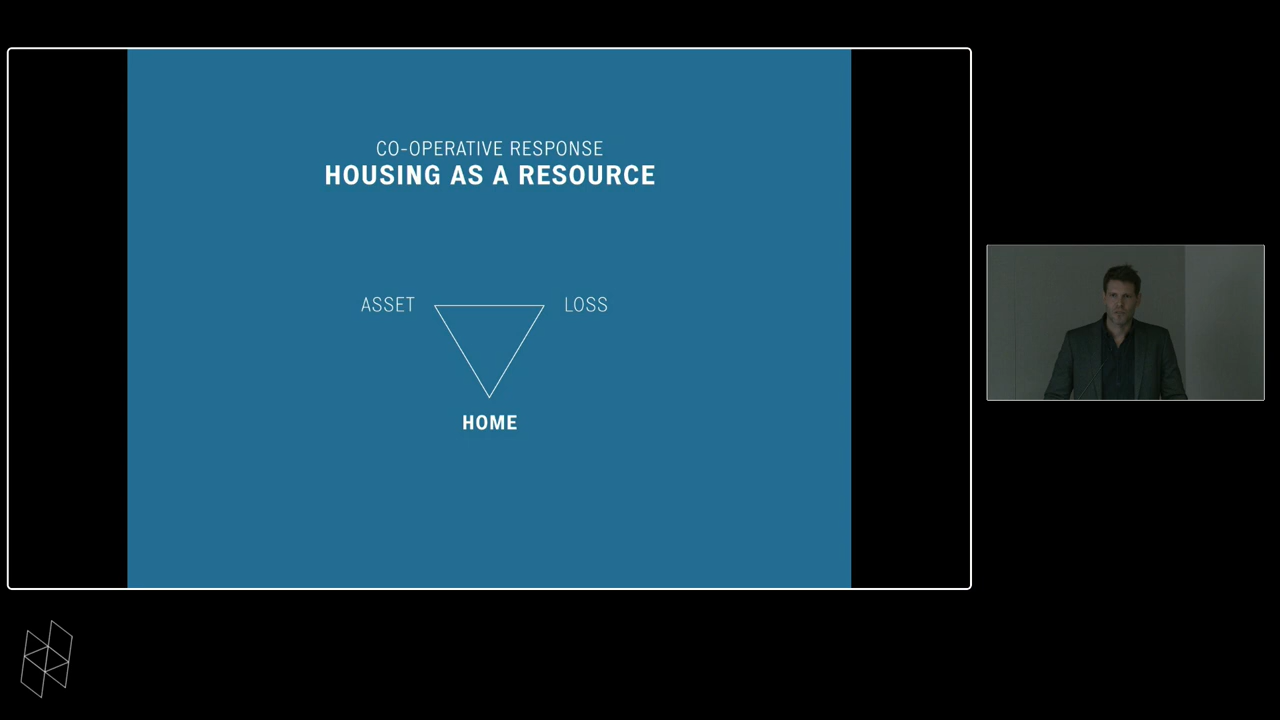 CO-OPERATIVE RESPONSE
HOUSING AS A RESOURCE
ASSET
LOSS
HOME